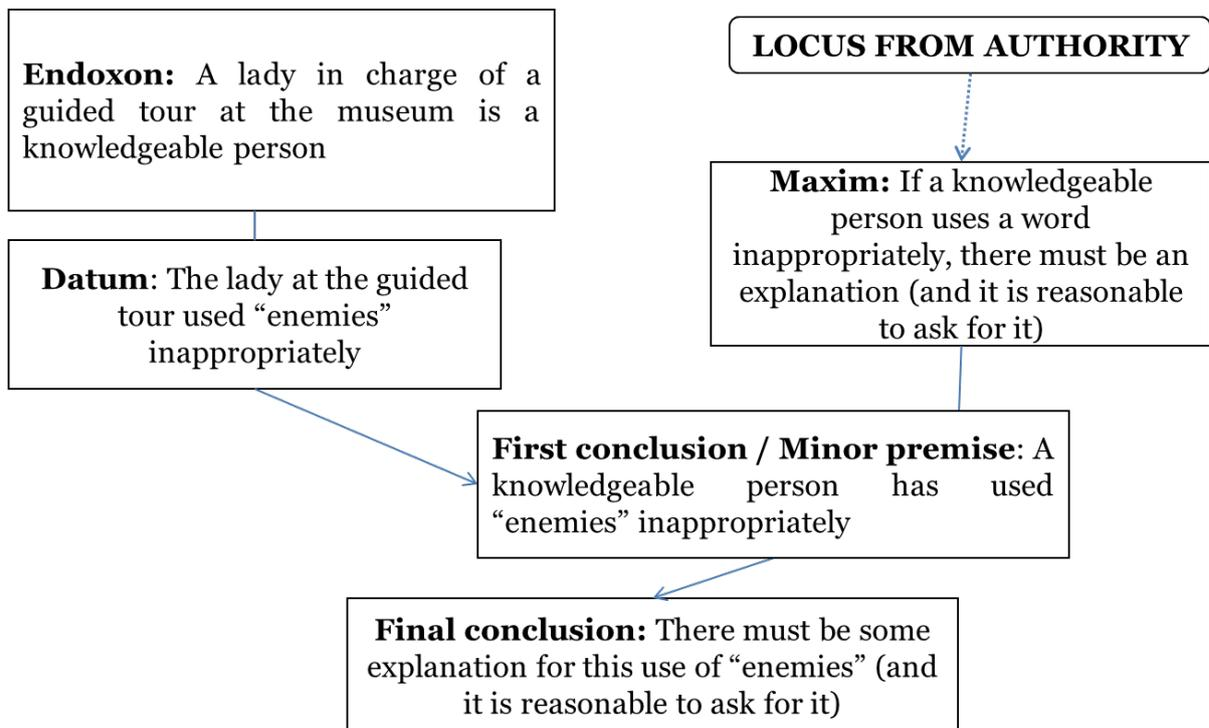 Endoxon: A lady in charge of a
guided tour at the museum is a
knowledgeable person
LOCUS FROM AUTHORITY
Maxim: If a knowledgeable
person uses a word
inappropriately, there must be an
explanation (and it is reasonable
to ask for it)
Datum: The lady at the guided
tour used “enemies”
inappropriately
First conclusion / Minor premise: A
knowledgeable person has used
“enemies” inappropriately
Final conclusion: There must be some
explanation for this use of “enemies” (and
it is reasonable to ask for it)